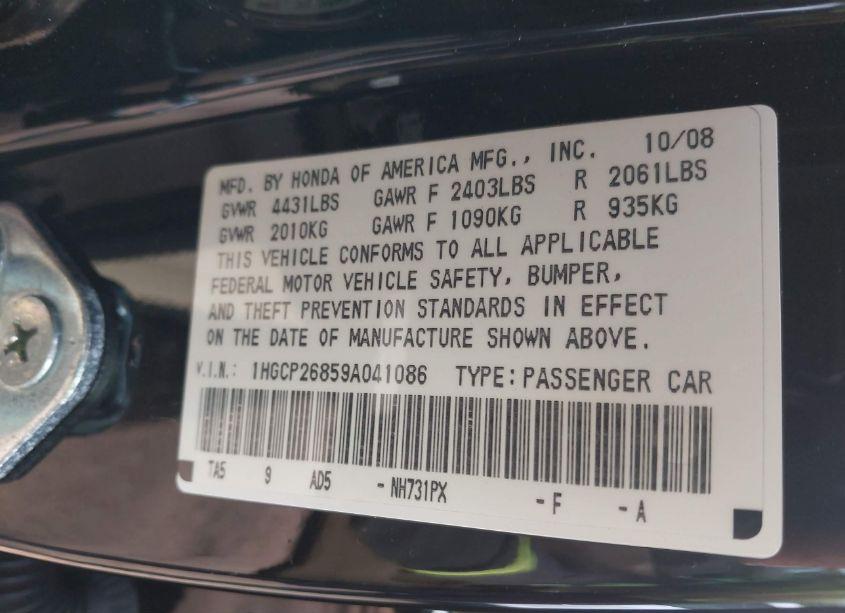 MFD. BY HONDA OF AMERICA MFG., INC. 10/08
GVWR 4431LBS GAWR F 2403LBS R 2061LBS
GVWR 2010KG GAWR F 1090KG R 935KG
THIS VEHICLE CONFORMS TO ALL APPLICABLE
FEDERAL MOTOR VEHICLE SAFETY, BUMPER,
AND THEFT PREVENTION STANDARDS IN EFFECT
ON THE DATE OF MANUFACTURE SHOWN ABOVE.
V.I.N.: 1HGCP26859A041086 TYPE: PASSENGER CAR
TA5 9 AD5 - NH731PX - F - A